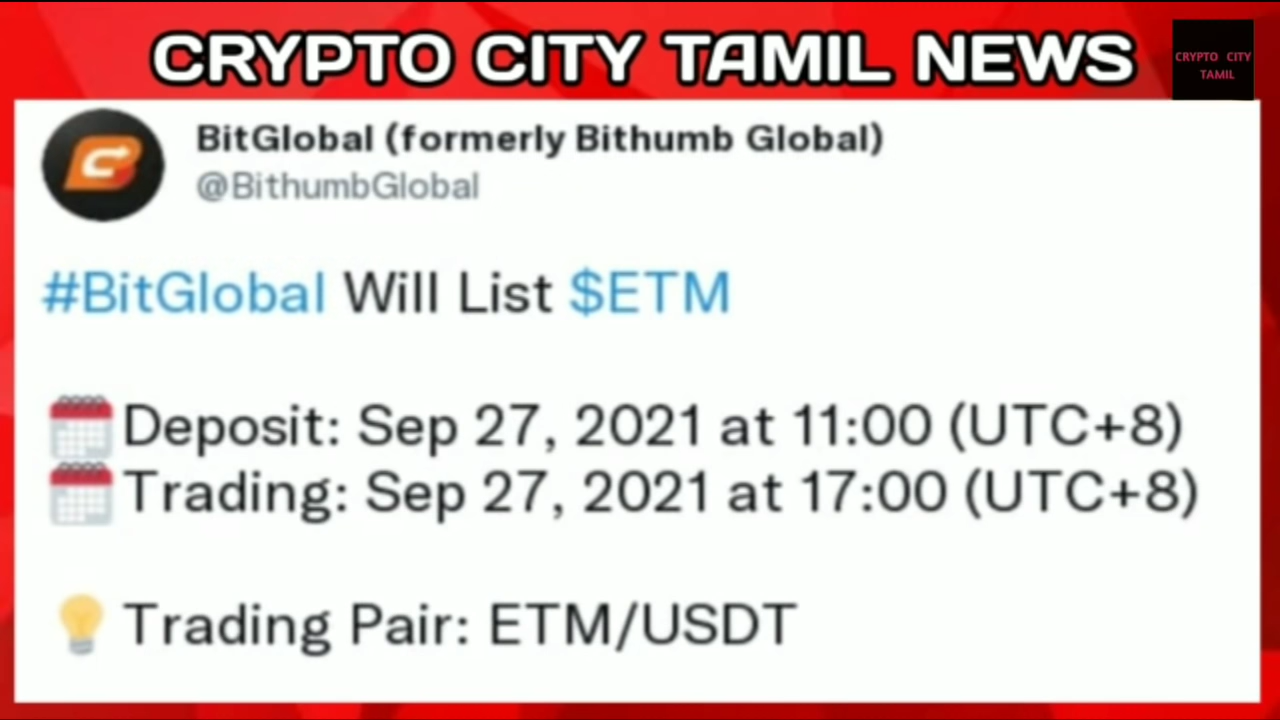 CRYPTO CITY TAMIL NEWS
CRYPTO CITY
TAMIL
BitGlobal (formerly Bithumb Global)
@BithumbGlobal
#BitGlobal Will List $ETM
Deposit: Sep 27, 2021 at 11:00 (UTC+8)
Trading: Sep 27, 2021 at 17:00 (UTC+8)
Trading Pair: ETM/USDT